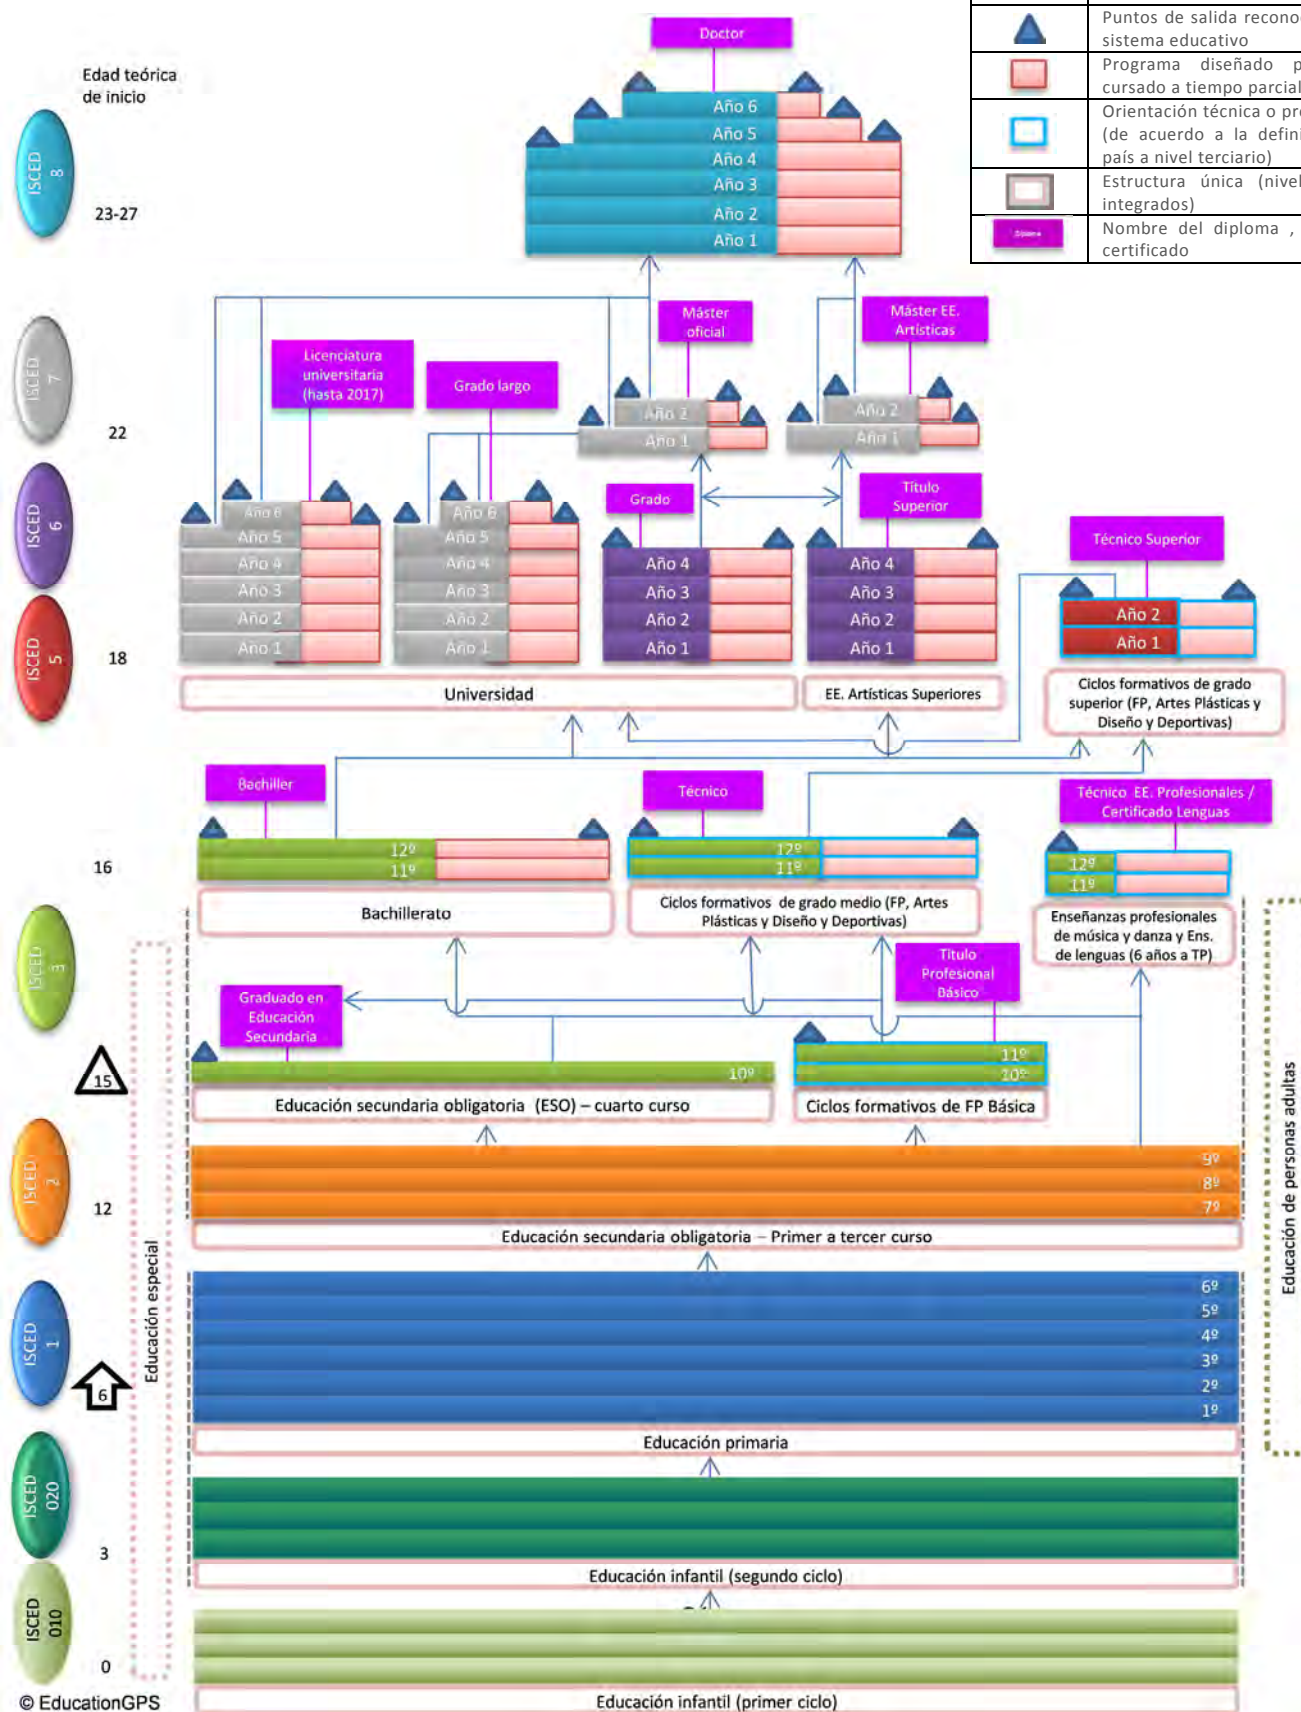 Puntos de salida recono
sistema educativo
Programa diseñado p
cursado a tiempo parcial
Orientación técnica o pr
(de acuerdo a la defini
país a nivel terciario)
Estructura única (nivel
integrados)
Nombre del diploma ,
certificado
Edad teórica
de inicio
Doctor
Año 6
Año 5
Año 4
Año 3
Año 2
Año 1
ISCED
8
23-27
Máster
oficial
Máster EE.
Artísticas
Licenciatura
universitaria
(hasta 2017)
Grado largo
ISCED
7
Año 2
Año 1
Año 2
Año 1
22
Grado
Título
Superior
Técnico Superior
ISCED
6
Año 6
Año 5
Año 4
Año 3
Año 2
Año 1
Año 6
Año 5
Año 4
Año 3
Año 2
Año 1
Año 4
Año 3
Año 2
Año 1
Año 4
Año 3
Año 2
Año 1
Año 2
Año 1
ISCED
5
18
Universidad
EE. Artísticas Superiores
Ciclos formativos de grado
superior (FP, Artes Plásticas y
Diseño y Deportivas)
Bachiller
Técnico
Técnico EE. Profesionales /
Certificado Lenguas
16
12º
11º
12º
11º
12º
11º
Bachillerato
Ciclos formativos de grado medio (FP, Artes
Plásticas y Diseño y Deportivas)
Enseñanzas profesionales
de música y danza y Ens.
de lenguas (6 años a TP)
ISCED
3
Graduado en
Educación
Secundaria
Título
Profesional
Básico
15
10º
11º
10º
Educación secundaria obligatoria (ESO) – cuarto curso
Ciclos formativos de FP Básica
ISCED
2
12
9º
8º
7º
Educación secundaria obligatoria – Primer a tercer curso
Educación especial
Educación de personas adultas
ISCED
1
6
6º
5º
4º
3º
2º
1º
Educación primaria
ISCED
020
3
Educación infantil (segundo ciclo)
ISCED
010
0
Educación infantil (primer ciclo)
© EducationGPS